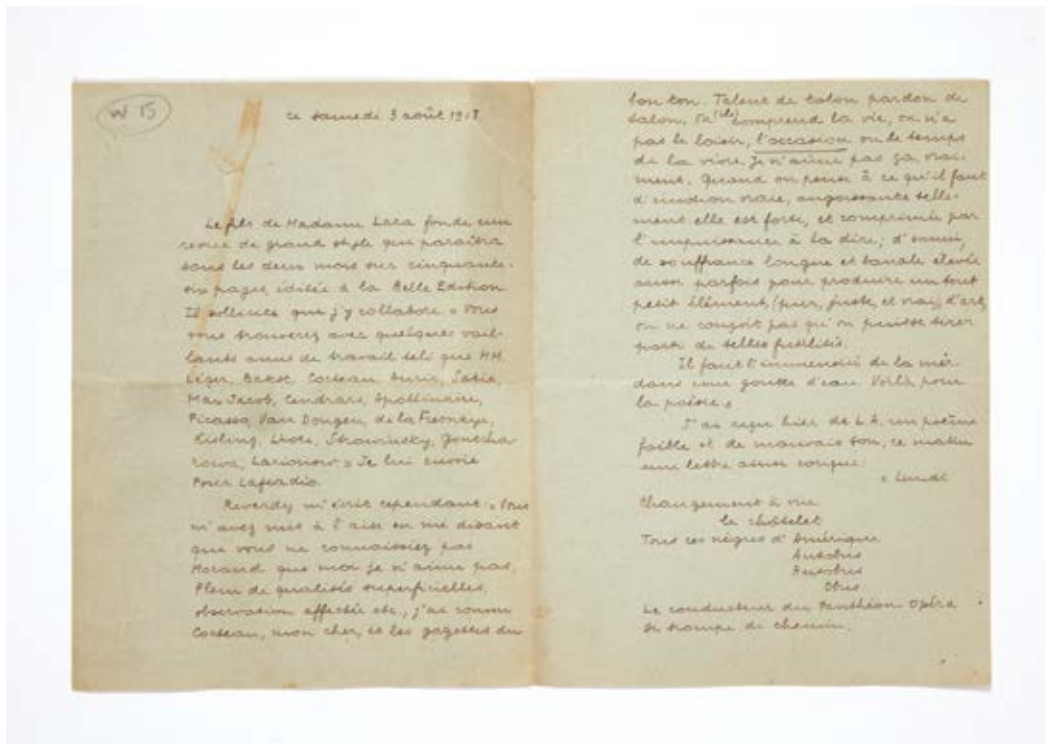 W 15
ce samedi 3 août 1918
Le fils de Madame Lara fonde une
revue de grand style qui paraîtra
tous les deux mois sur cinquante-
six pages, éditée à la Belle Edition
Il sollicite que j'y collabore « Vous
vous trouverez avec quelques vail-
lants amis de travail tels que MM.
Léger, Bakst, Cocteau, Auric, Satie,
Max Jacob, Cendrars, Apollinaire,
Picasso, Van Dongen, de la Fresnaye,
Kisling, Lhote, Strawinsky, Gontcha-
rowa, Larionow » Je lui envoie
Pour Lafcadio.
Reverdy m'écrit cependant : « Vous
m'avez mis à l'aise en me disant
que vous ne connaissiez pas
Morand que moi je n'aime pas.
Plein de qualités superficielles,
observation affectée etc, j'ai connu
Cocteau, mon cher, et les gazettes du
bon ton. Talent de talon pardon de
salon, Ça comprend la vie, ça n'a
pas le loisir, l'occasion ou le temps
de la vivre. Je n'aime pas ça, vrai-
ment. Quand on pense à ce qu'il faut
d'émotion vraie, angoissante telle-
ment elle est forte, et comprimée par
l'impuissance à la dire ; d'ennui,
de souffrance longue et banale élevée
aussi parfois pour produire un tout
petit élément, (pur, juste, et vrai) d'art,
on ne conçoit pas qu'on puisse tirer
parti de telles futilités.
Il faut l'immensité de la mer
dans une goutte d'eau Voilà pour
la poésie »
J'ai reçu hier de L.A. un poème
faible et de mauvais ton, ce matin
une lettre ainsi conçue :
« Lundi
Changement à vue
le châtelet
Tous ces nègres d'Amérique
Autobus
Autobus
Obus
Le conducteur du Panthéon Opéra
se trompe de chemin.